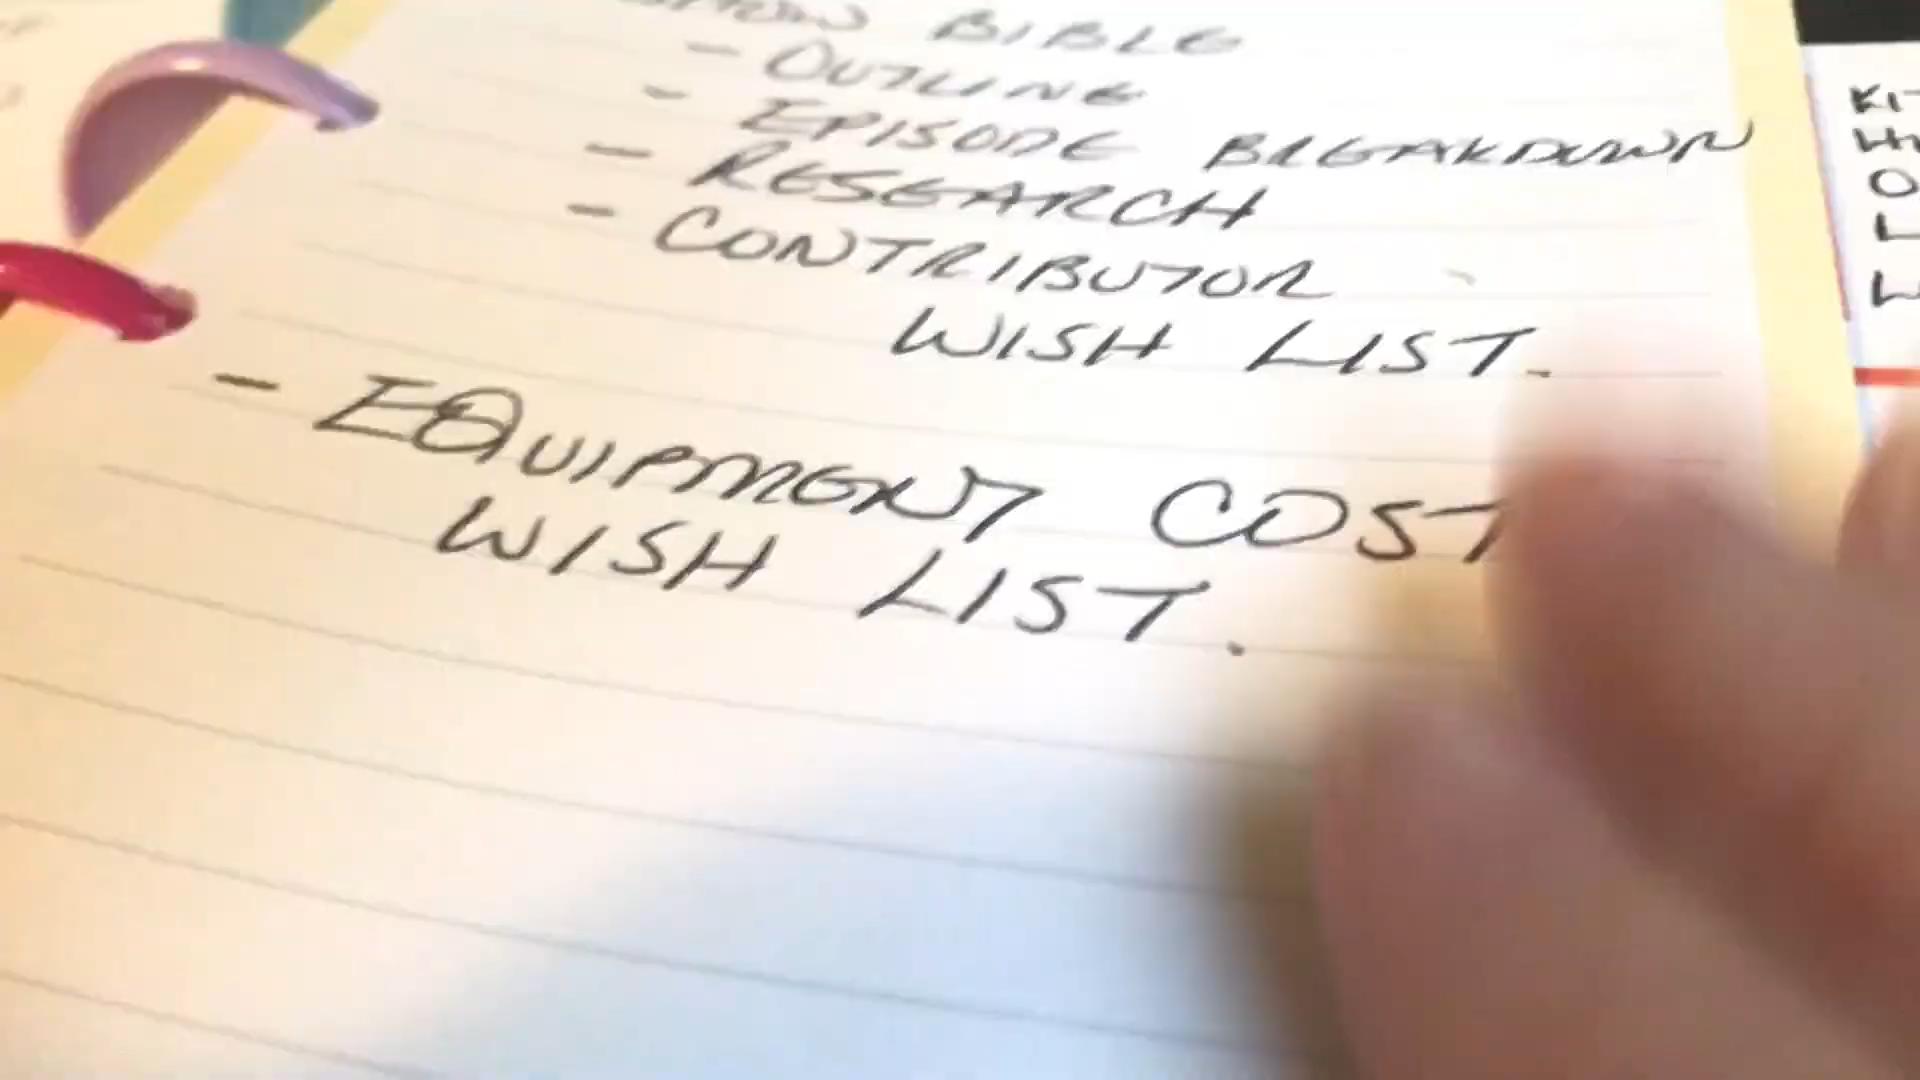 BIBLE
- OUTLINE
- EPISODE BREAKDOWN
- RESEARCH
- CONTRIBUTOR
WISH LIST.
- EQUIPMENT COST
WISH LIST.